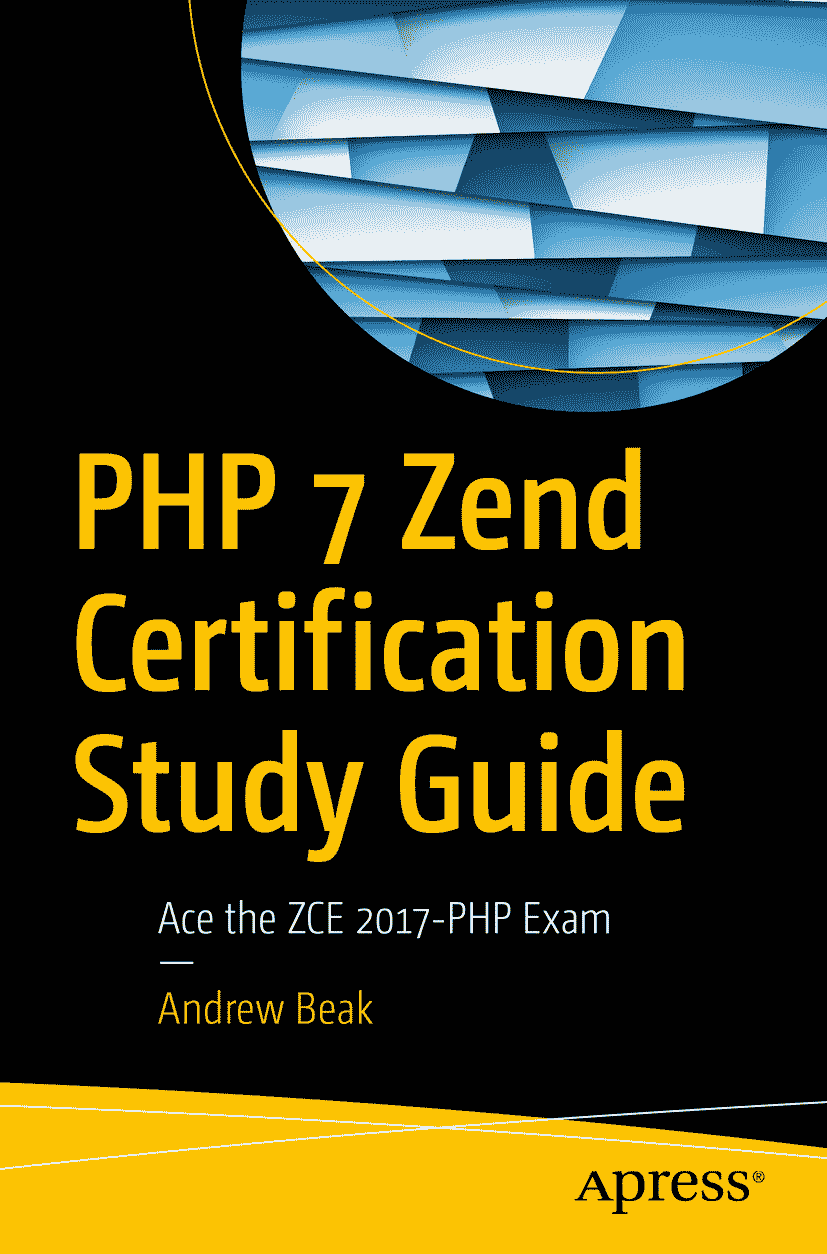 PHP 7 Zend
Certification
Study Guide
Ace the ZCE 2017-PHP Exam
Andrew Beak
Apress®